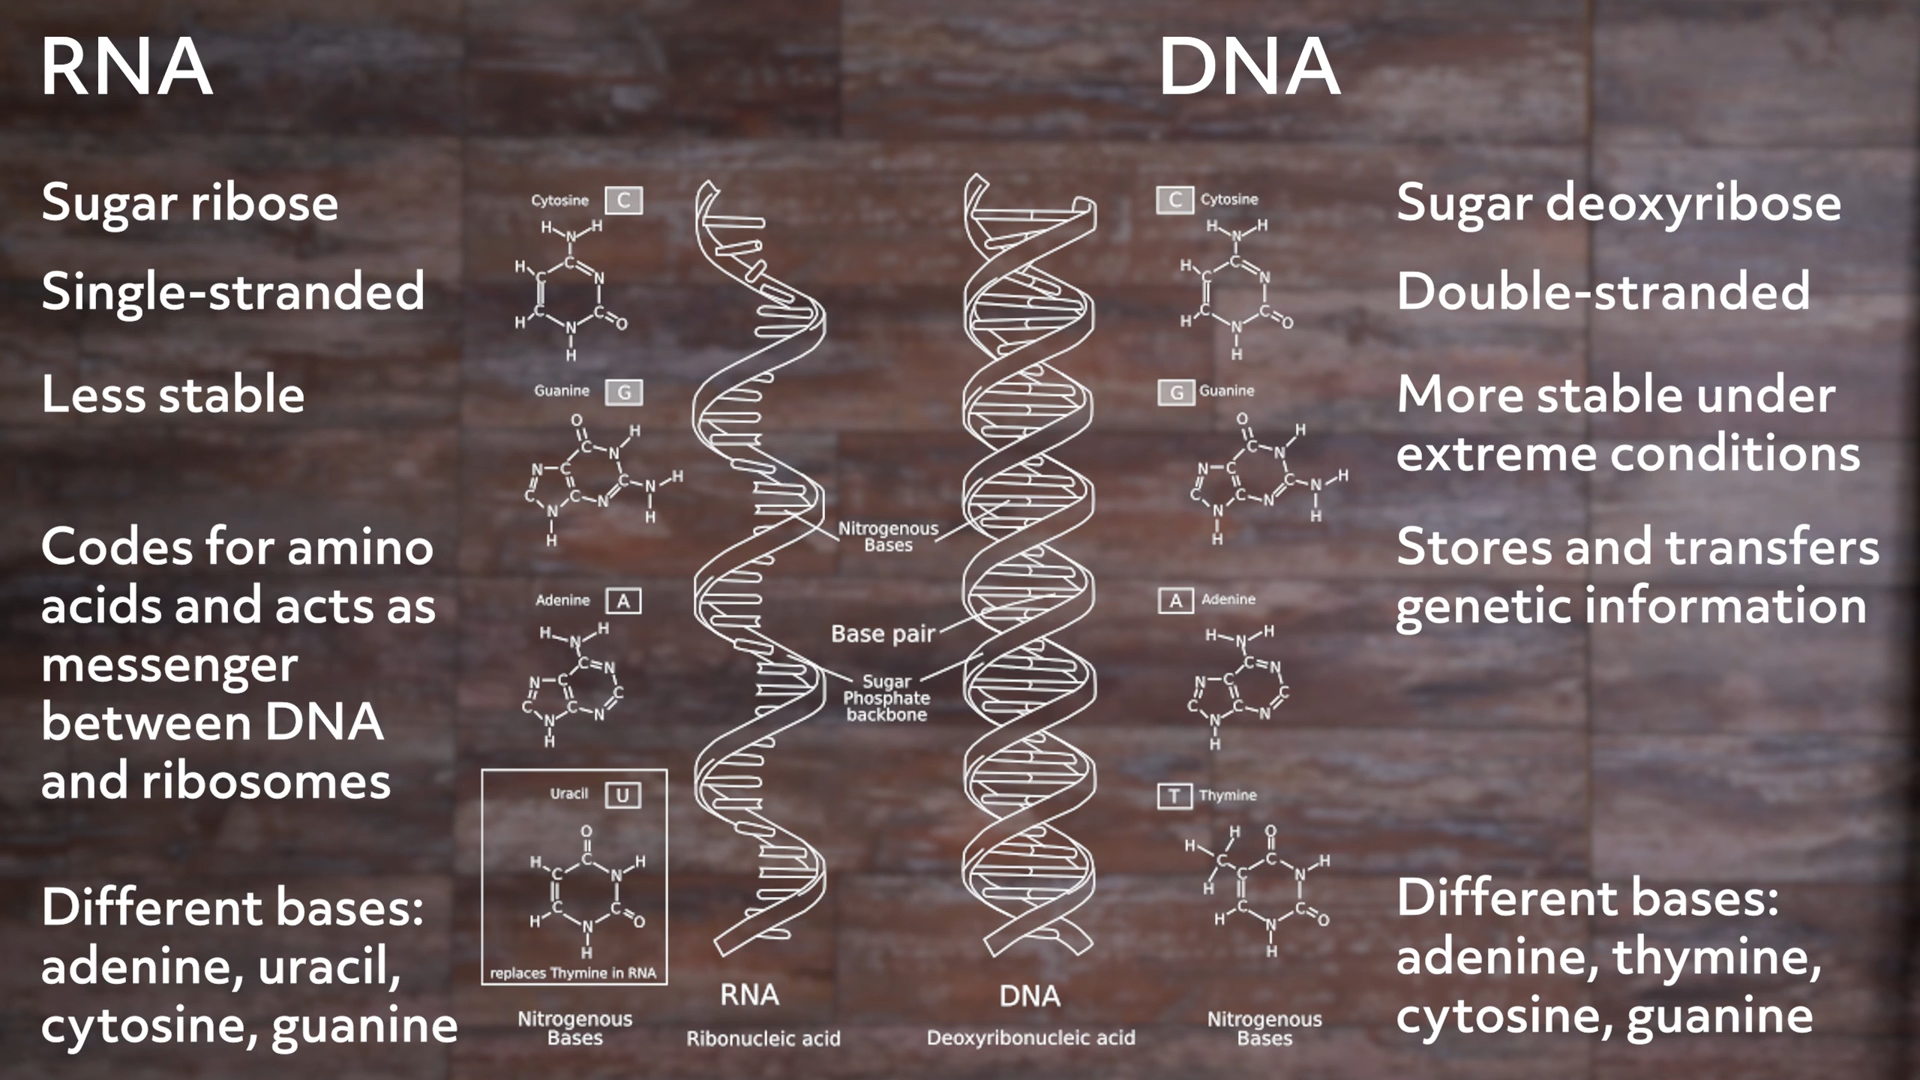 RNA
Sugar ribose
Single-stranded
Less stable
Codes for amino
acids and acts as
messenger
between DNA
and ribosomes
Different bases:
adenine, uracil,
cytosine, guanine
Cytosine C
H N H
H C C N
H C C O
N
H
Guanine G
O H
C N
N C H
C C N C N
N H
H
Adenine A
H N H
C N
N C C
C C N
N
H
Uracil U
O
H C H
C N
C C
H N O
H
replaces Thymine in RNA
Nitrogenous
Bases
Nitrogenous
Bases
Base pair
Sugar
Phosphate
backbone
RNA
Ribonucleic acid
DNA
Deoxyribonucleic acid
C Cytosine
H N H
H C C N
H C C O
N
H
G Guanine
O H
C N
N C H
C C N C N
N H
H
A Adenine
H N H
C N
N C C
C C N
N
H
T Thymine
H O
H C C H
H C N
H C C O
N
H
Nitrogenous
Bases
DNA
Sugar deoxyribose
Double-stranded
More stable under
extreme conditions
Stores and transfers
genetic information
Different bases:
adenine, thymine,
cytosine, guanine